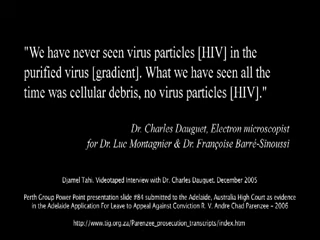 "We have never seen virus particles [HIV] in the
purified virus [gradient]. What we have seen all the
time was cellular debris, no virus particles [HIV]."
Dr. Charles Dauguet, Electron microscopist
for Dr. Luc Montagnier & Dr. Françoise Barré-Sinoussi
Djamel Tahi. Videotaped Interview with Dr. Charles Dauguet, December 2005
Perth Group Power Point presentation slide #84 submitted to the Adelaide, Australia High Court as evidence
in the Adelaide Application For Leave to Appeal Against Conviction R. V. Andre Chad Parenzee – 2006
http://www.tig.org.za/Parenzee_prosecution_transcripts/index.htm